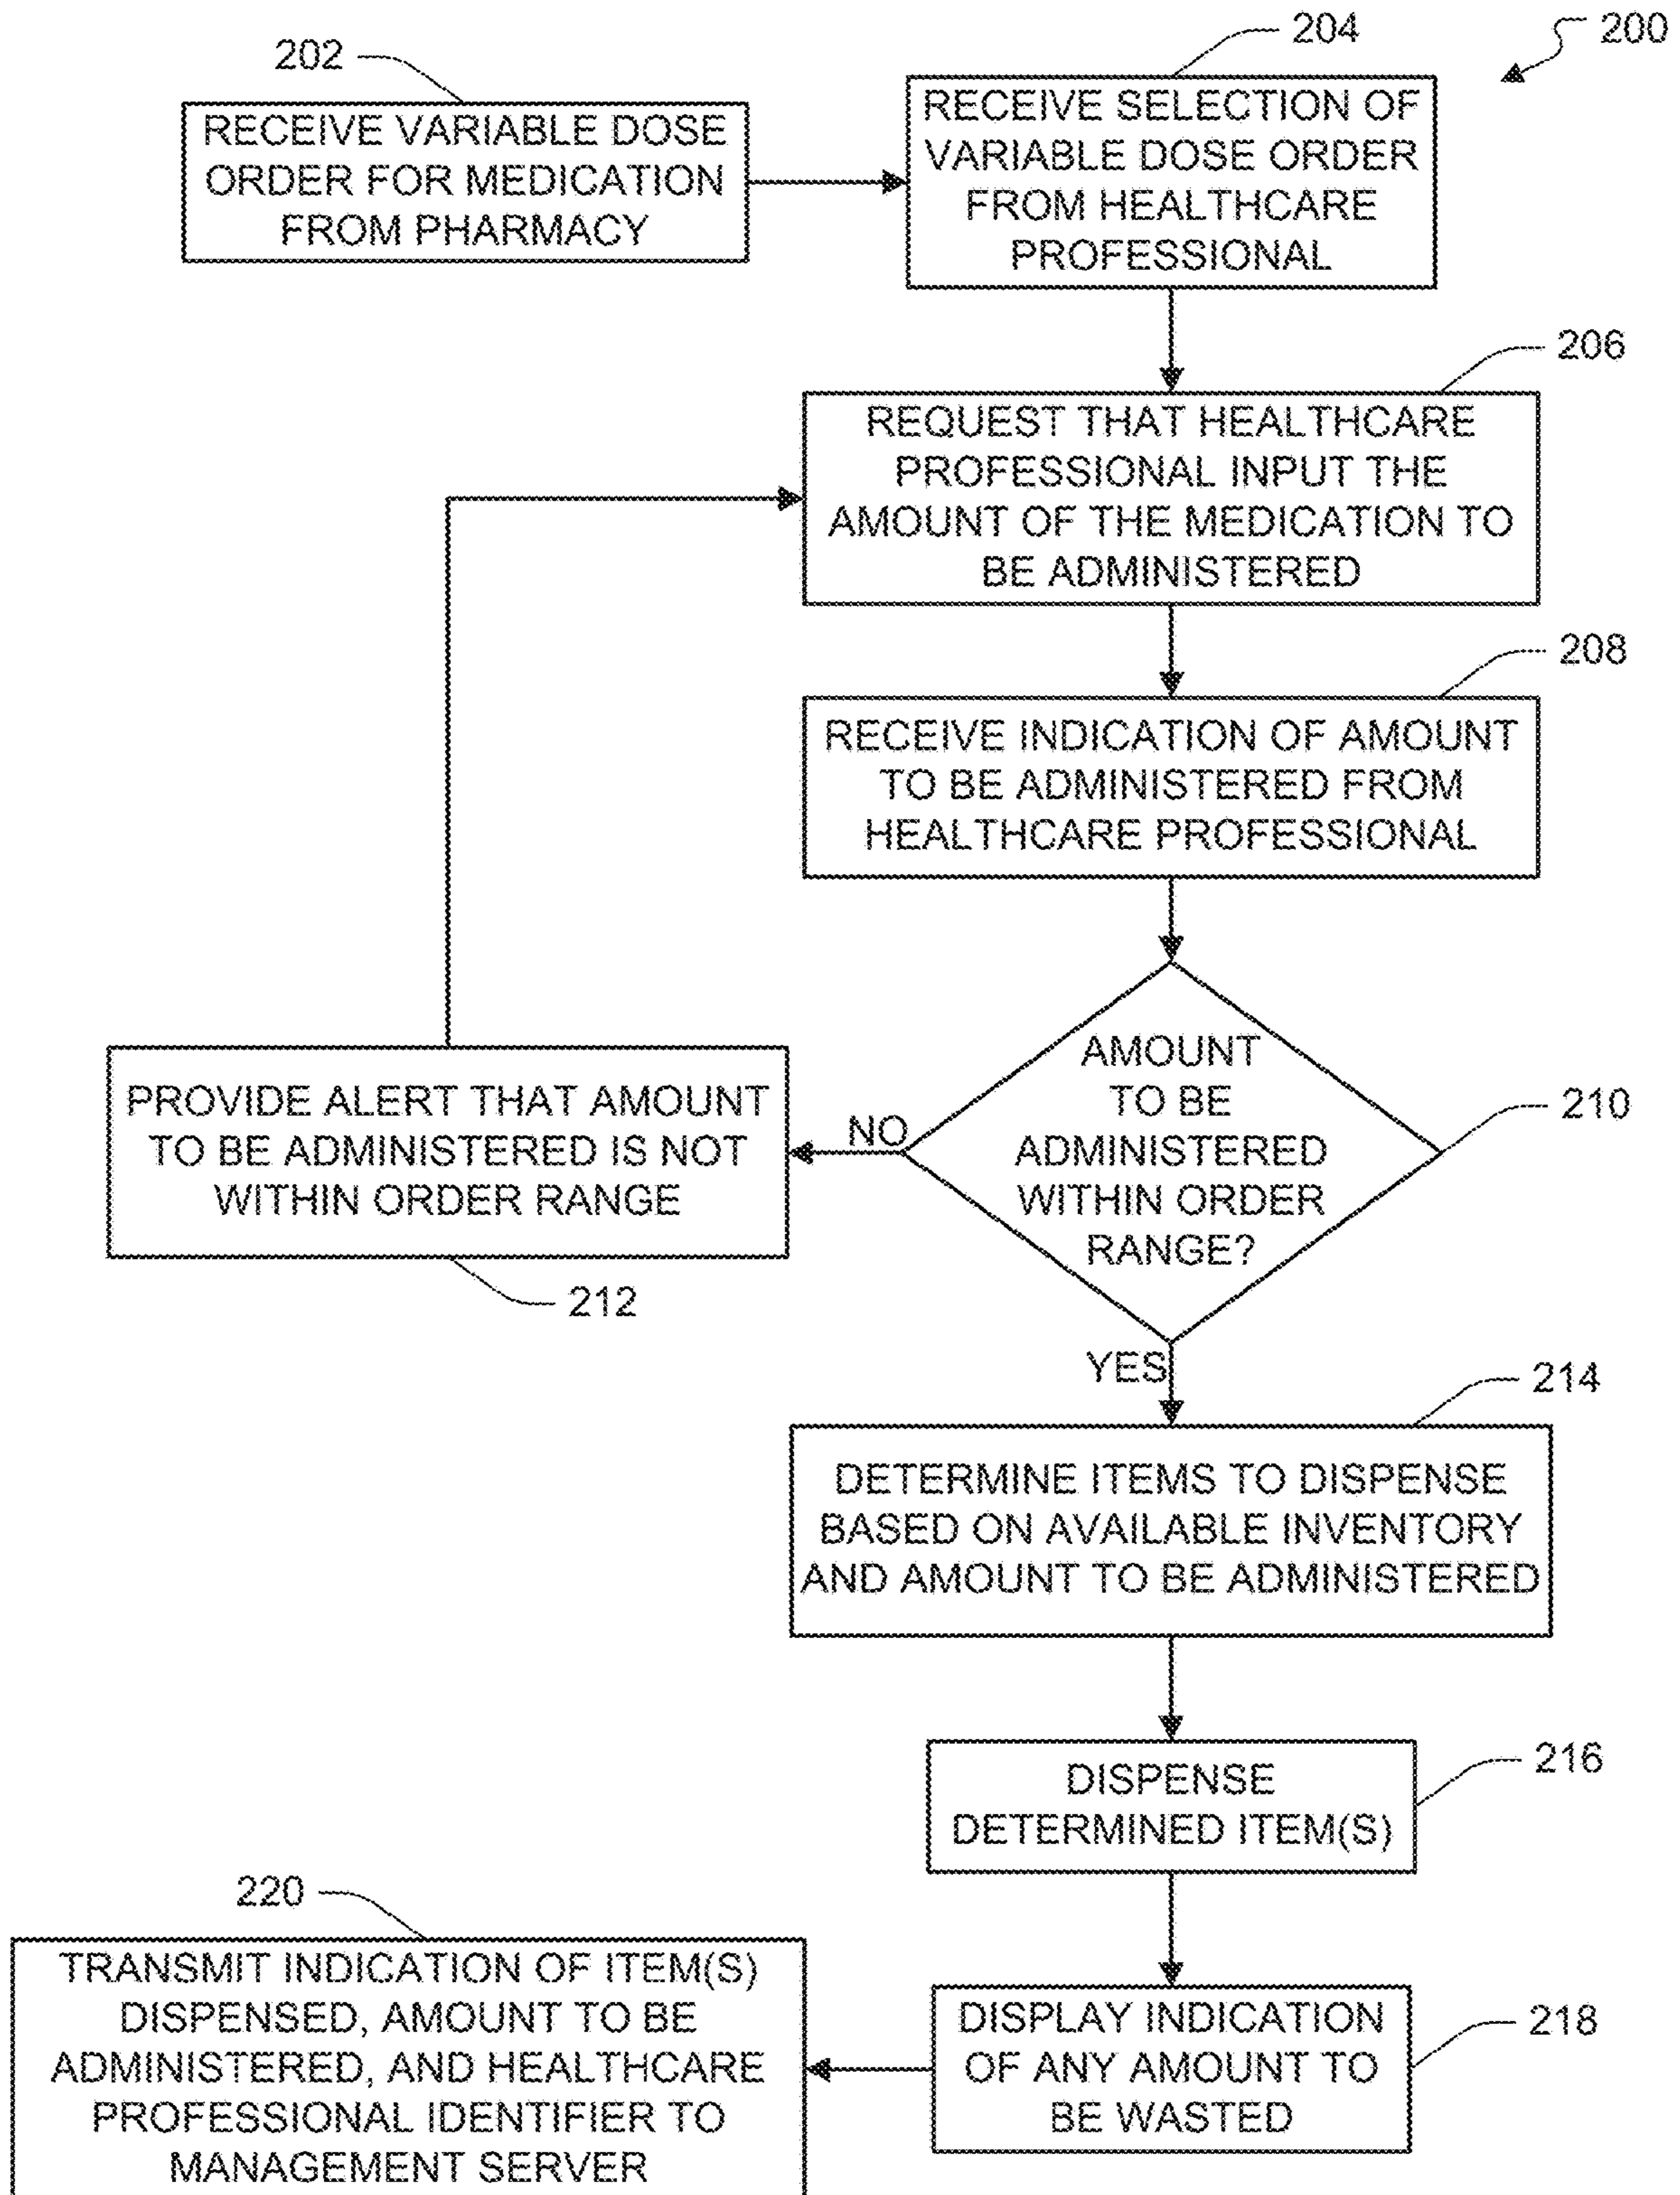 200
202
RECEIVE VARIABLE DOSE
ORDER FOR MEDICATION
FROM PHARMACY
204
RECEIVE SELECTION OF
VARIABLE DOSE ORDER
FROM HEALTHCARE
PROFESSIONAL
206
REQUEST THAT HEALTHCARE
PROFESSIONAL INPUT THE
AMOUNT OF THE MEDICATION TO
BE ADMINISTERED
208
RECEIVE INDICATION OF AMOUNT
TO BE ADMINISTERED FROM
HEALTHCARE PROFESSIONAL
AMOUNT
TO BE
ADMINISTERED
WITHIN ORDER
RANGE?
210
NO
PROVIDE ALERT THAT AMOUNT
TO BE ADMINISTERED IS NOT
WITHIN ORDER RANGE
212
YES
214
DETERMINE ITEMS TO DISPENSE
BASED ON AVAILABLE INVENTORY
AND AMOUNT TO BE ADMINISTERED
216
DISPENSE
DETERMINED ITEM(S)
218
DISPLAY INDICATION
OF ANY AMOUNT TO
BE WASTED
220
TRANSMIT INDICATION OF ITEM(S)
DISPENSED, AMOUNT TO BE
ADMINISTERED, AND HEALTHCARE
PROFESSIONAL IDENTIFIER TO
MANAGEMENT SERVER